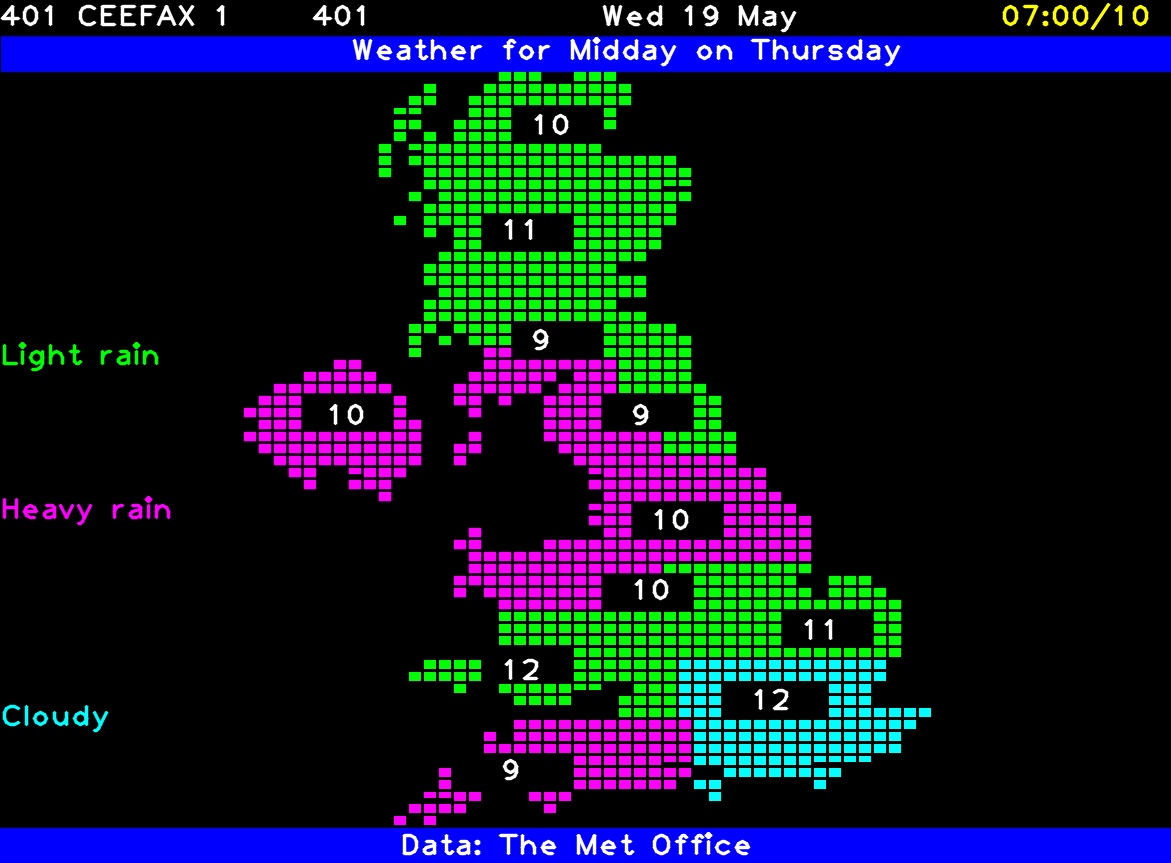 401 CEEFAX 1 401 Wed 19 May 07:00/10
Weather for Midday on Thursday
10
11
9
Light rain
10
9
Heavy rain
10
10
11
12
12
Cloudy
9
Data: The Met Office